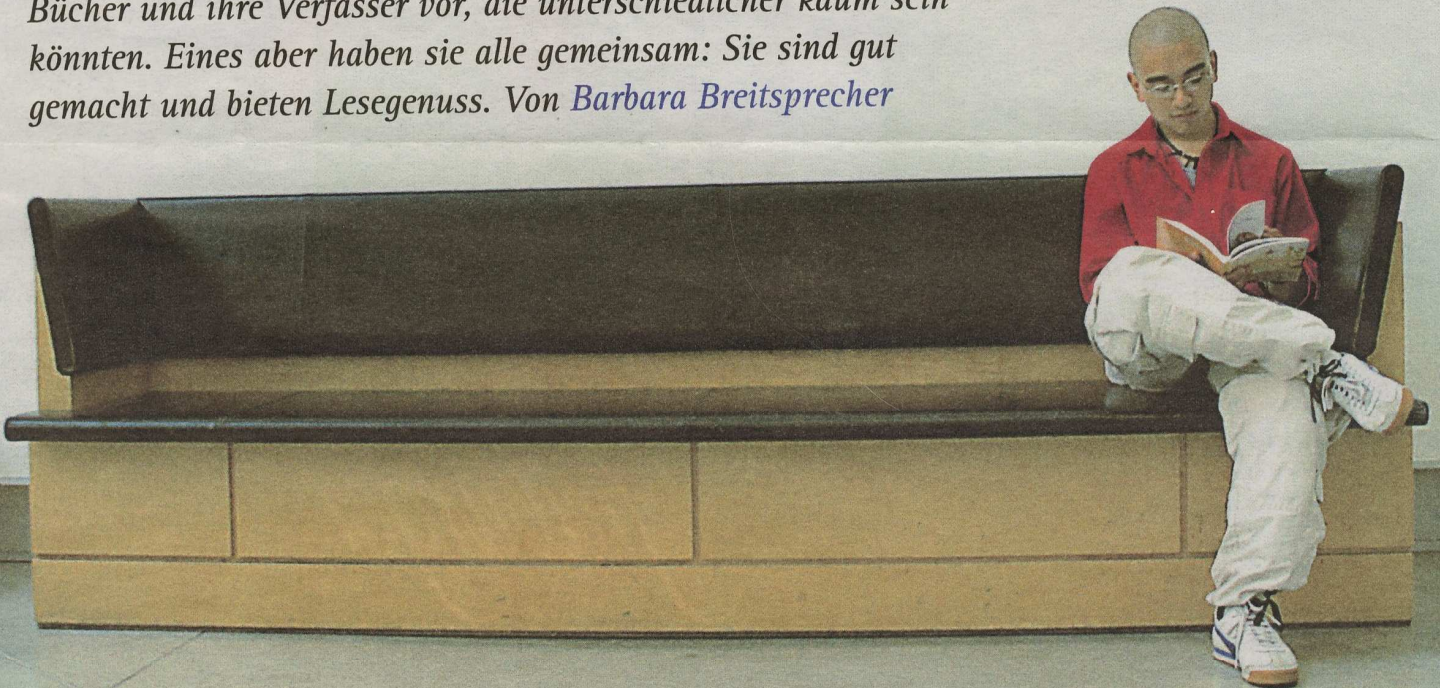 Bücher und ihre Verfasser vor, die unterschiedlicher kaum sein
könnten. Eines aber haben sie alle gemeinsam: Sie sind gut
gemacht und bieten Lesegenuss. Von Barbara Breitsprecher